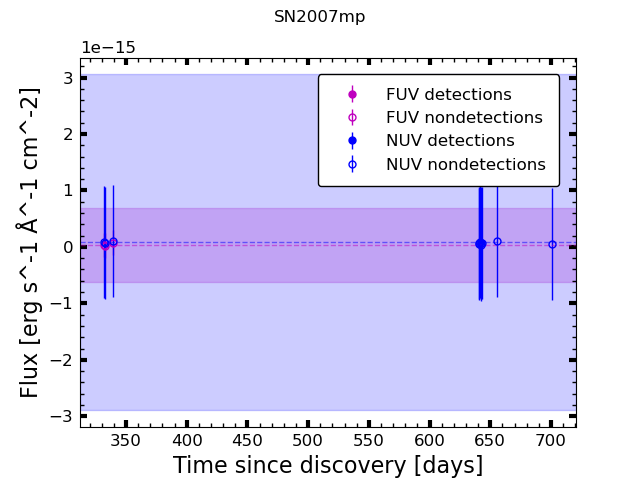 SN2007mp
1e−15
3
2
1
0
−1
−2
−3
Flux [erg s^-1 Å^-1 cm^-2]
FUV detections
FUV nondetections
NUV detections
NUV nondetections
350 400 450 500 550 600 650 700
Time since discovery [days]